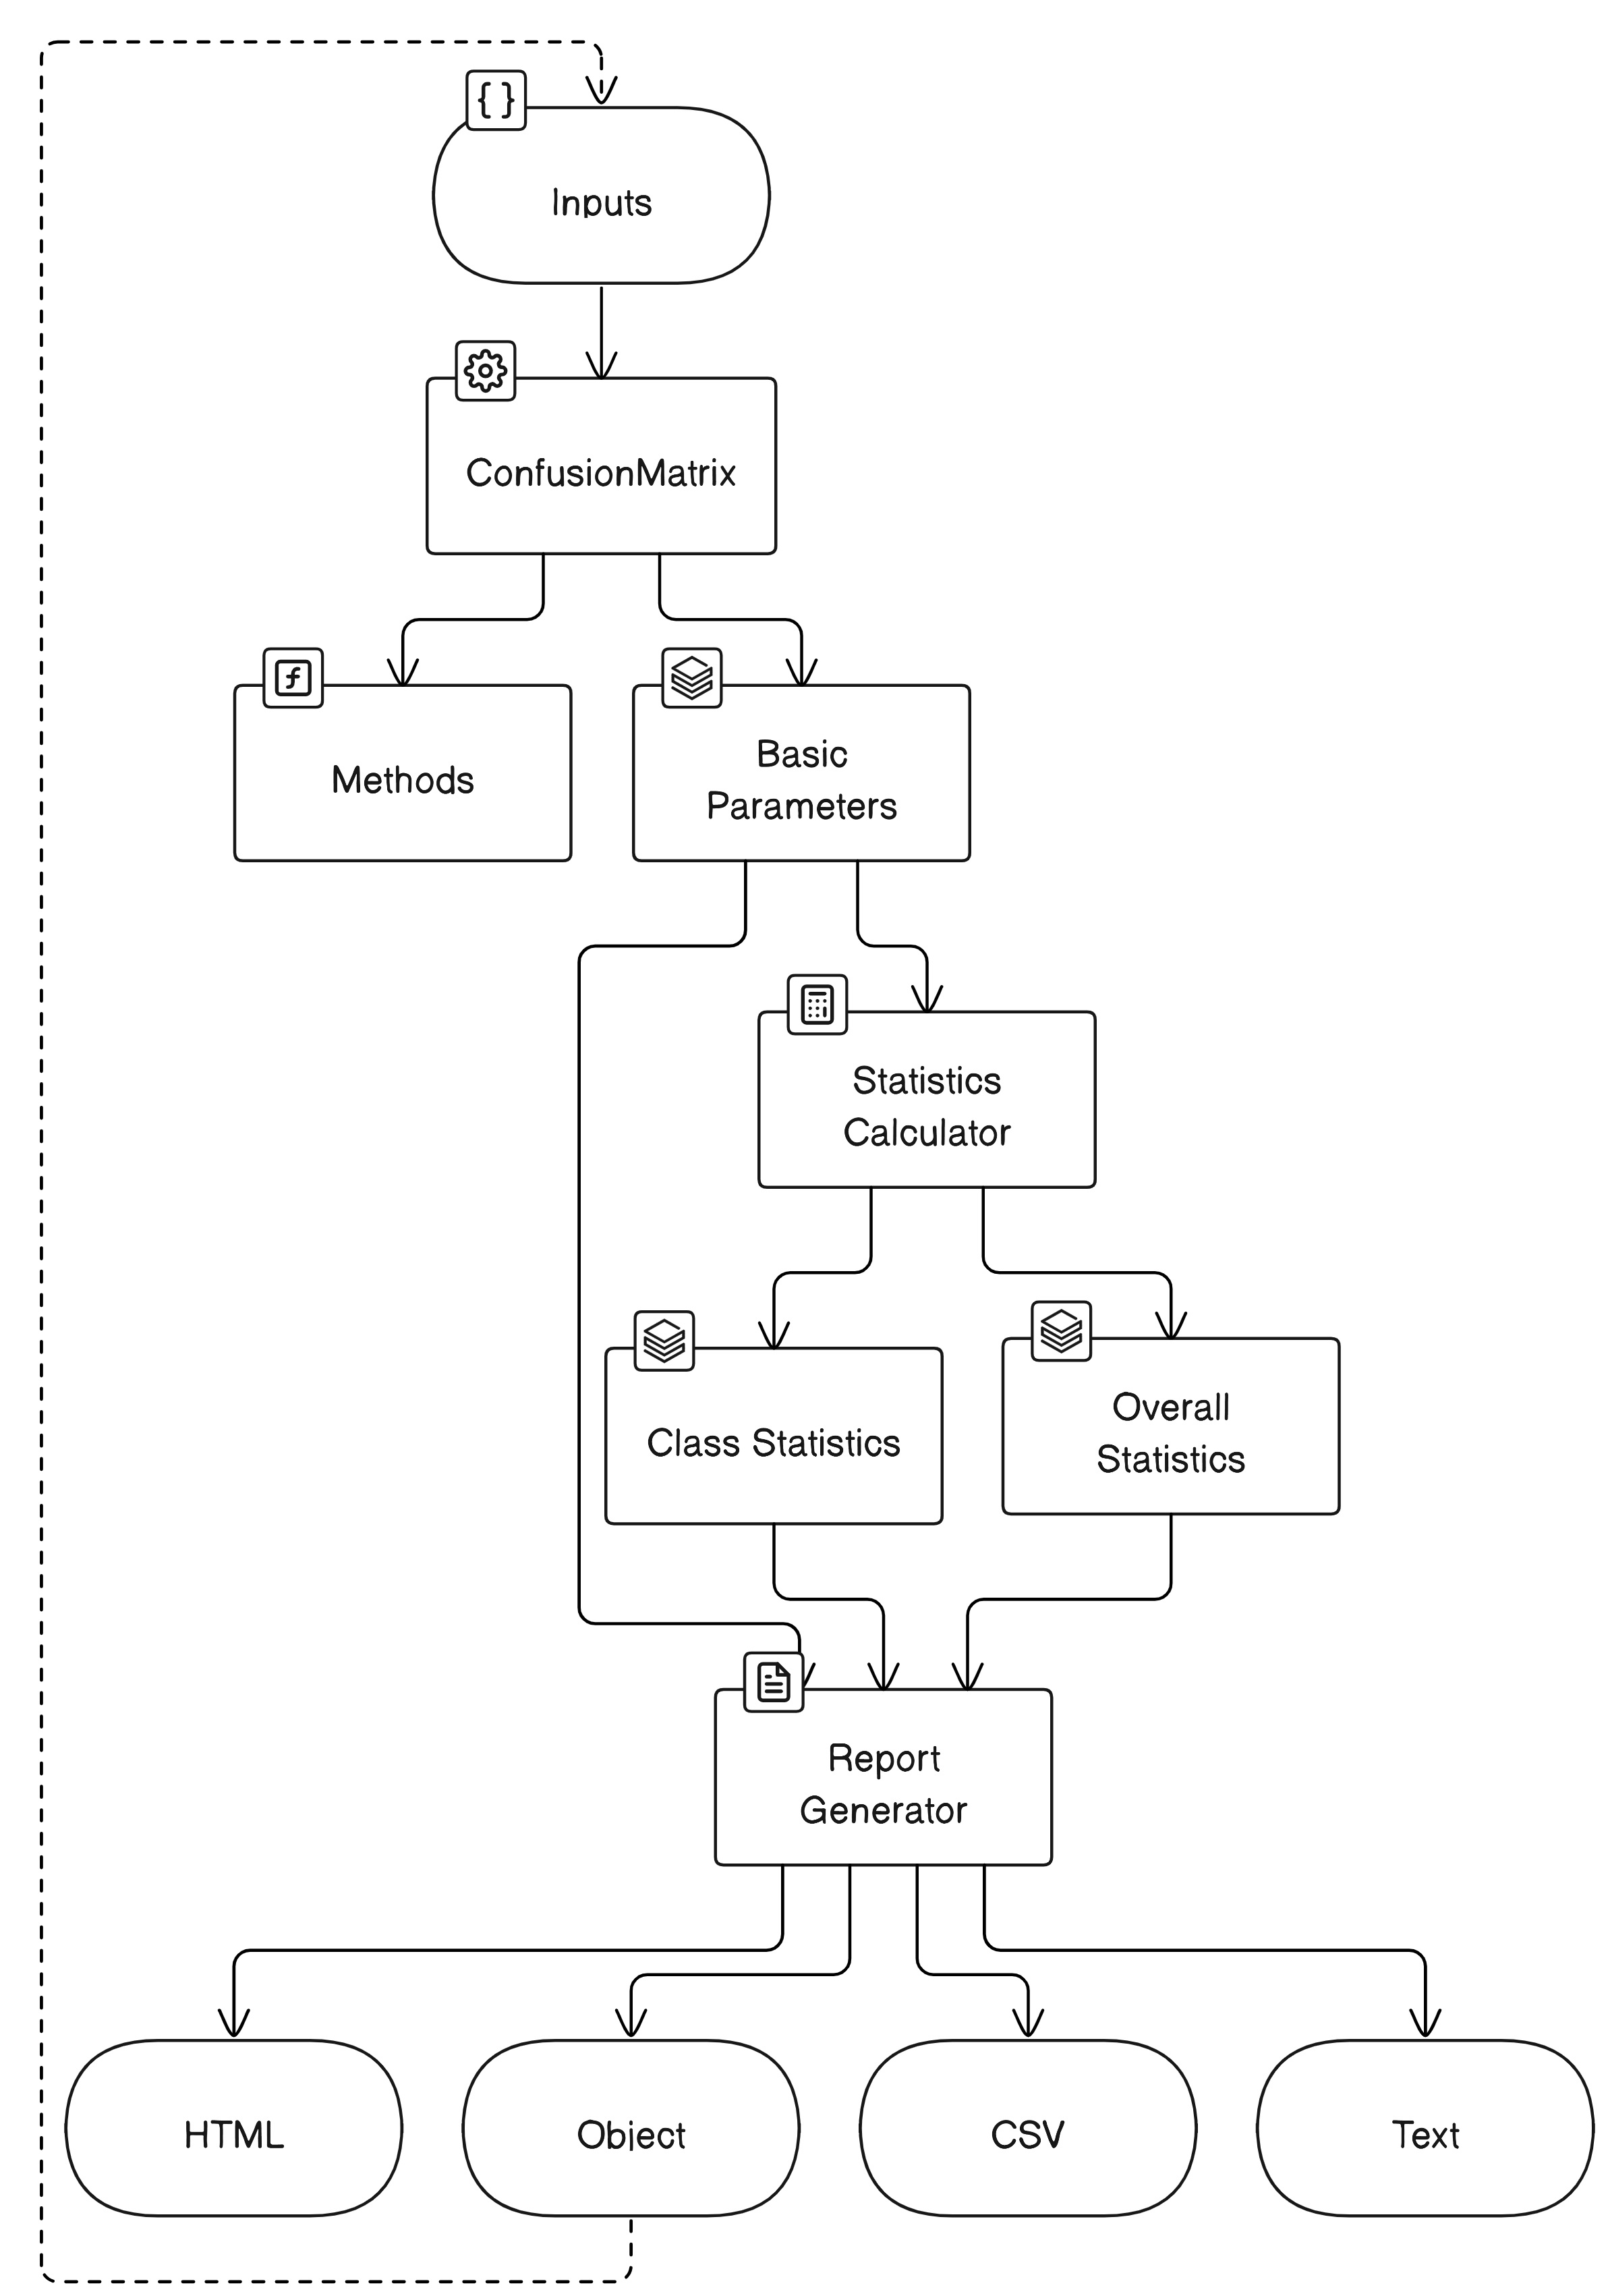 { }
Inputs
ConfusionMatrix
f
Methods
Basic
Parameters
Statistics
Calculator
Class Statistics
Overall
Statistics
Report
Generator
HTML
Object
CSV
Text